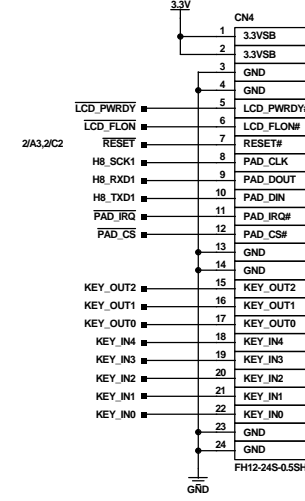 3.3V
CN4
1 3.3VSB
2 3.3VSB
3 GND
4 GND
LCD_PWRDY 5 LCD_PWRDY#
LCD_FLON 6 LCD_FLON#
2/A3,2/C2 RESET 7 RESET#
H8_SCK1 8 PAD_CLK
H8_RXD1 9 PAD_DOUT
H8_TXD1 10 PAD_DIN
PAD_IRQ 11 PAD_IRQ#
PAD_CS 12 PAD_CS#
13 GND
14 GND
KEY_OUT2 15 KEY_OUT2
KEY_OUT1 16 KEY_OUT1
KEY_OUT0 17 KEY_OUT0
KEY_IN4 18 KEY_IN4
KEY_IN3 19 KEY_IN3
KEY_IN2 20 KEY_IN2
KEY_IN1 21 KEY_IN1
KEY_IN0 22 KEY_IN0
23 GND
24 GND
FH12-24S-0.5SH
GND